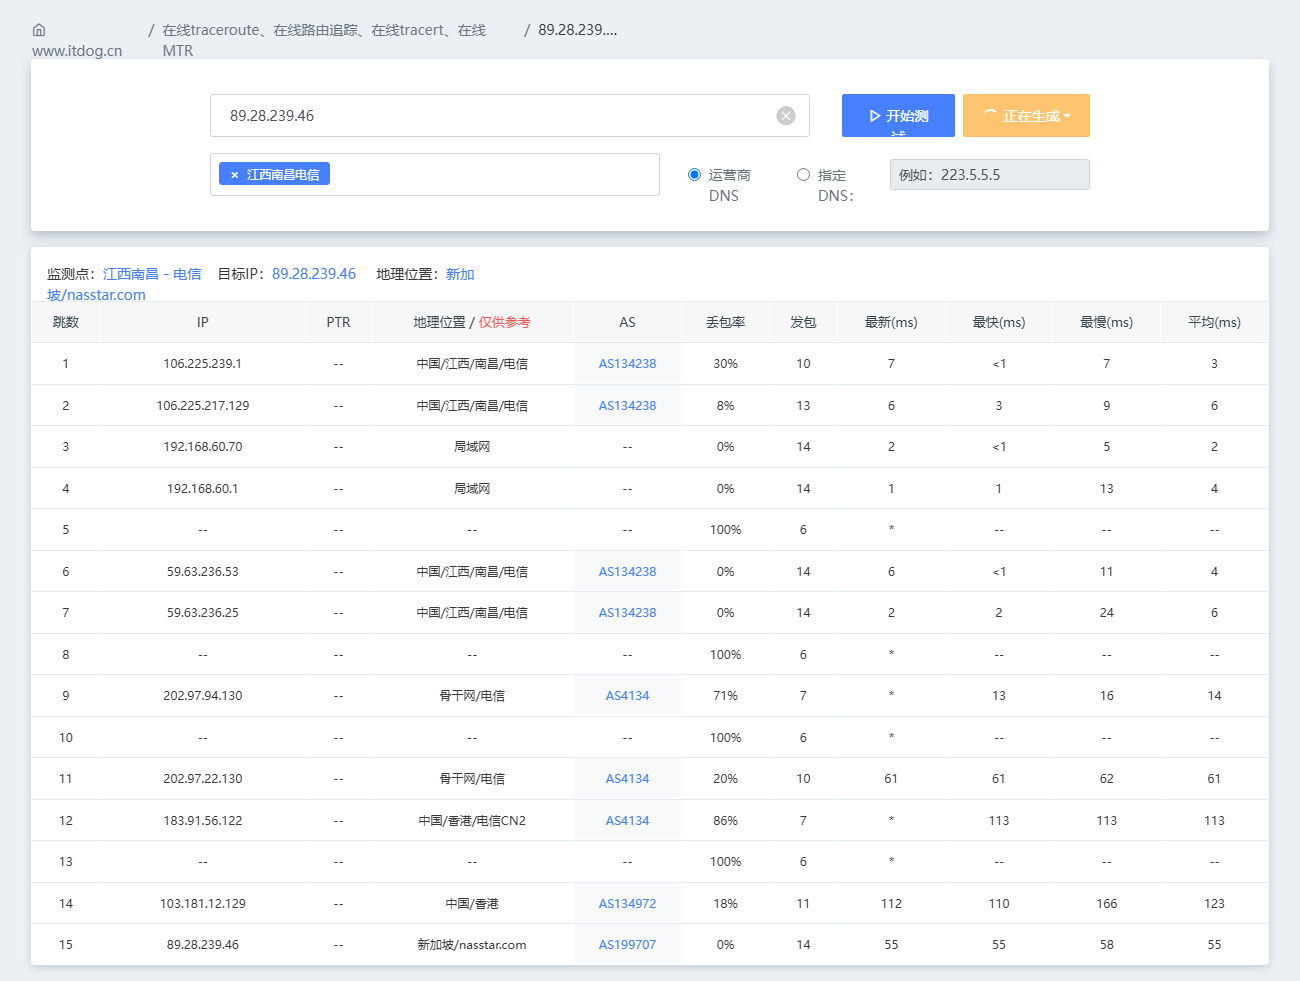 www.itdog.cn / 在线traceroute、在线路由追踪、在线tracert、在线MTR / 89.28.239....
89.28.239.46
开始测试
正在生成
× 江西南昌电信
运营商DNS
指定DNS：
例如：223.5.5.5
监测点：江西南昌 - 电信 目标IP：89.28.239.46 地理位置：新加
坡/nasstar.com
跳数 IP PTR 地理位置 / 仅供参考 AS 丢包率 发包 最新(ms) 最快(ms) 最慢(ms) 平均(ms)
1 106.225.239.1 -- 中国/江西/南昌/电信 AS134238 30% 10 7 <1 7 3
2 106.225.217.129 -- 中国/江西/南昌/电信 AS134238 8% 13 6 3 9 6
3 192.168.60.70 -- 局域网 -- 0% 14 2 <1 5 2
4 192.168.60.1 -- 局域网 -- 0% 14 1 1 13 4
5 -- -- -- -- 100% 6 * -- -- --
6 59.63.236.53 -- 中国/江西/南昌/电信 AS134238 0% 14 6 <1 11 4
7 59.63.236.25 -- 中国/江西/南昌/电信 AS134238 0% 14 2 2 24 6
8 -- -- -- -- 100% 6 * -- -- --
9 202.97.94.130 -- 骨干网/电信 AS4134 71% 7 * 13 16 14
10 -- -- -- -- 100% 6 * -- -- --
11 202.97.22.130 -- 骨干网/电信 AS4134 20% 10 61 61 62 61
12 183.91.56.122 -- 中国/香港/电信CN2 AS4134 86% 7 * 113 113 113
13 -- -- -- -- 100% 6 * -- -- --
14 103.181.12.129 -- 中国/香港 AS134972 18% 11 112 110 166 123
15 89.28.239.46 -- 新加坡/nasstar.com AS199707 0% 14 55 55 58 55